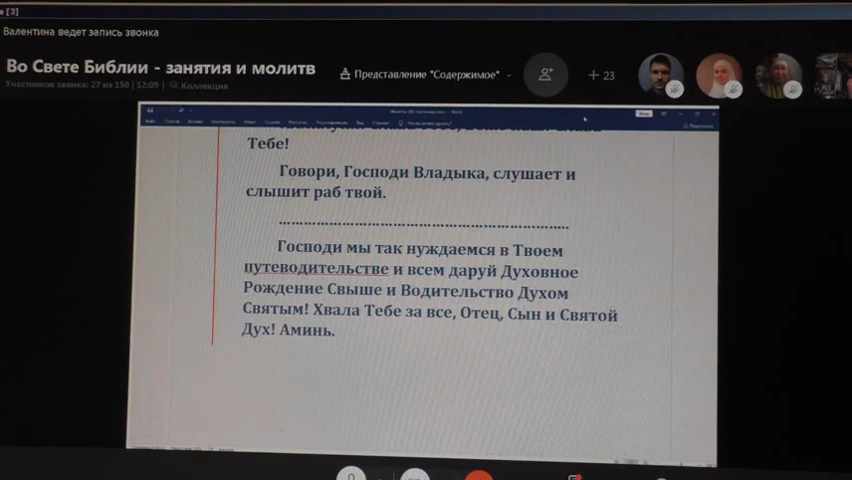 [3]
Валентина ведет запись звонка
Во Свете Библии - занятия и молитв
Представление "Содержимое"
+ 23
Участников звонка: 27 из 150 | 12:09 | Коллекция
Тебе!
Говори, Господи Владыка, слушает и
слышит раб твой.
Господи мы так нуждаемся в Твоем
путеводительстве и всем даруй Духовное
Рождение Свыше и Водительство Духом
Святым! Хвала Тебе за все, Отец, Сын и Святой
Дух! Аминь.